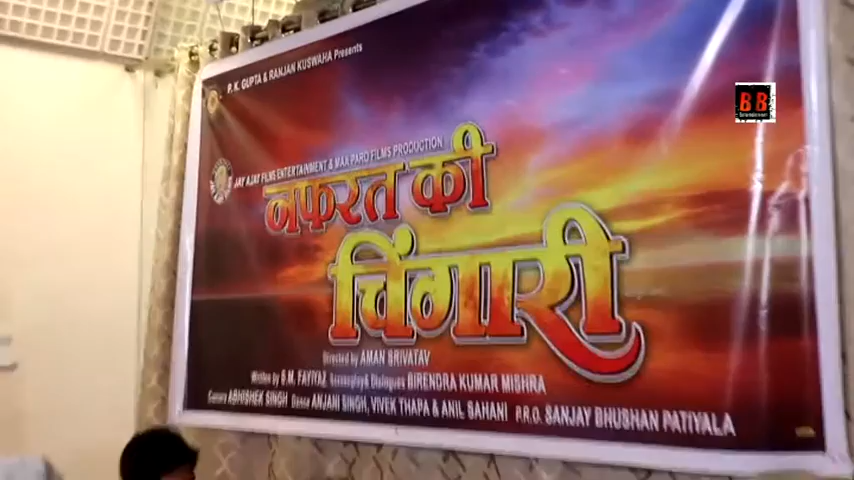 P.K. GUPTA & RANJAN KUSWAHA Presents
BB
JAY AJAY FILMS ENTERTAINMENT & MAA PARO FILMS PRODUCTION
नफरत की
चिंगारी
Directed by AMAN SRIVATAV
Written by S.M. FAYIYAZ Screenplay & Dialogues BIRENDRA KUMAR MISHRA
Camera ABHISHEK SINGH Dance ANJANI SINGH, VIVEK THAPA & ANIL SAHANI P.R.O. SANJAY BHUSHAN PATIYALA